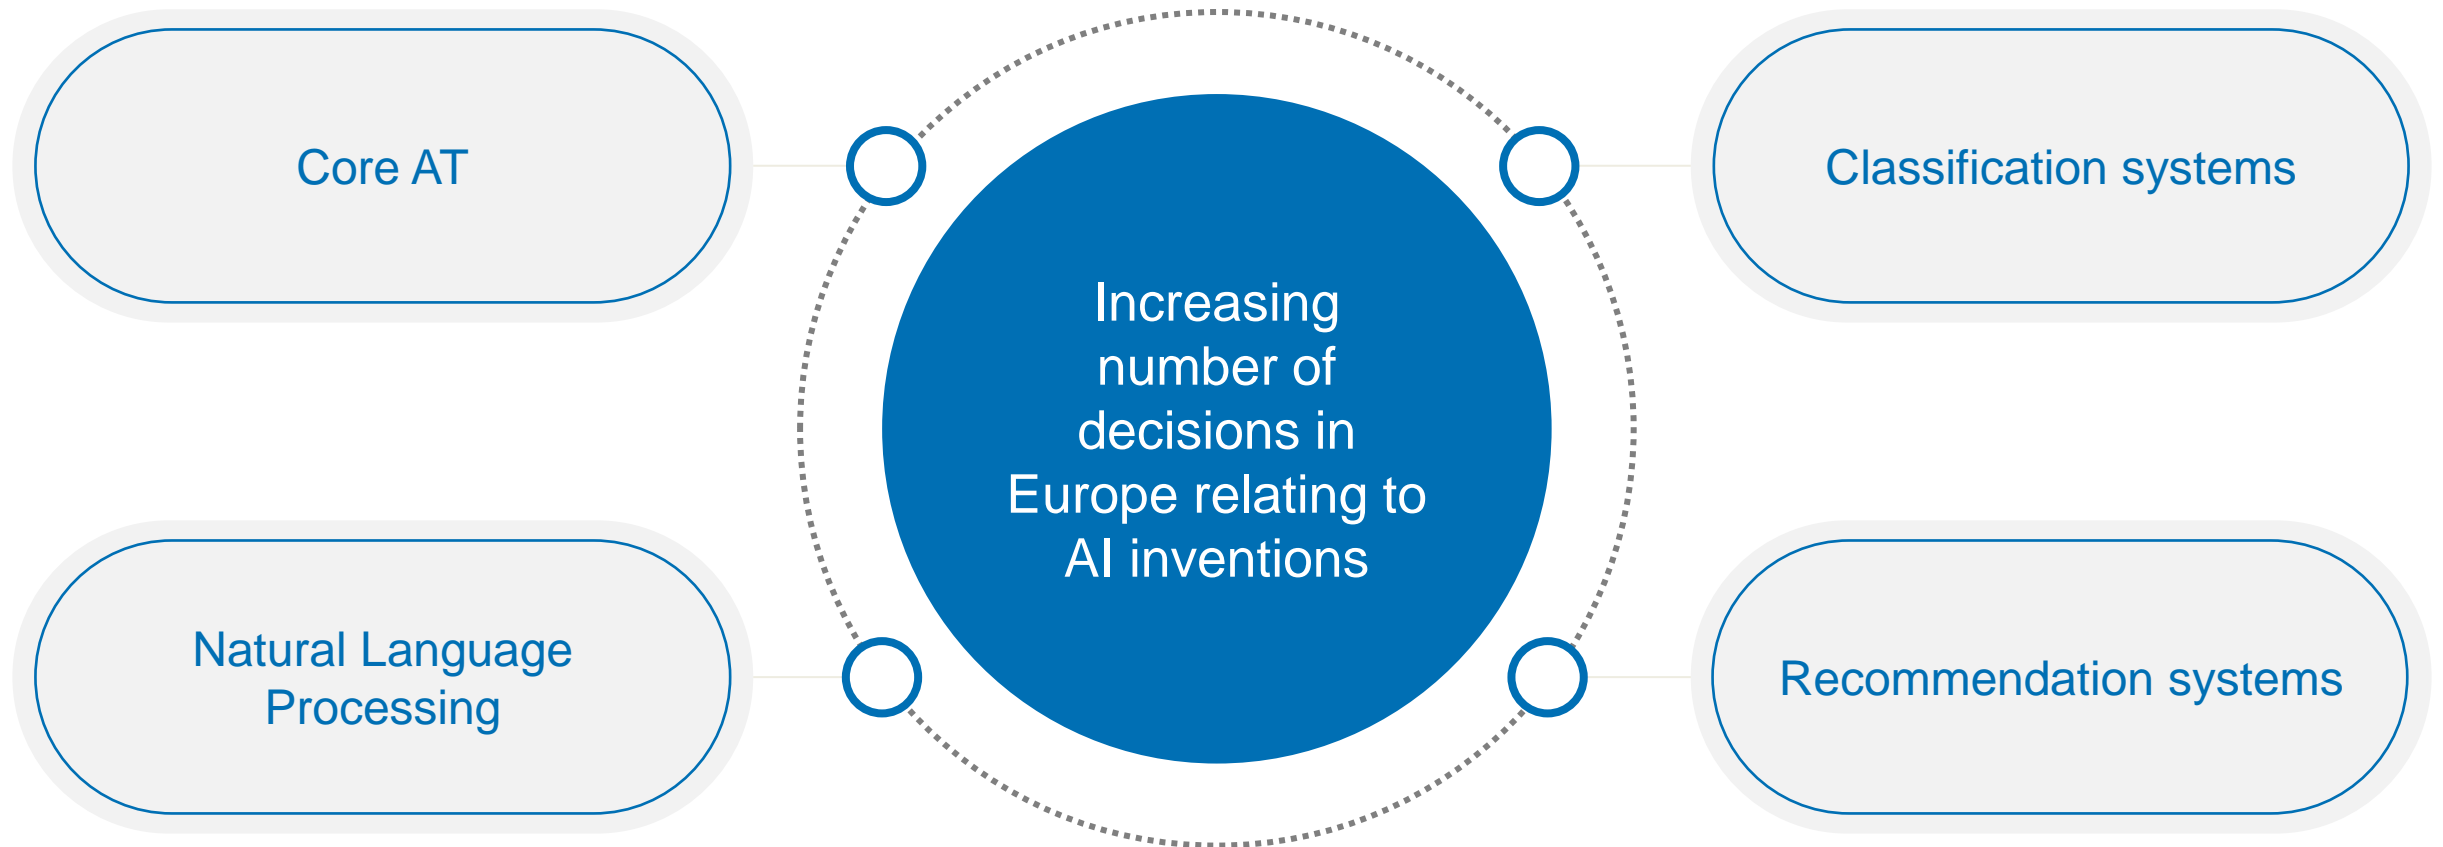 Core AT
Classification systems
Increasing
number of
decisions in
Europe relating to
AI inventions
Natural Language
Processing
Recommendation systems